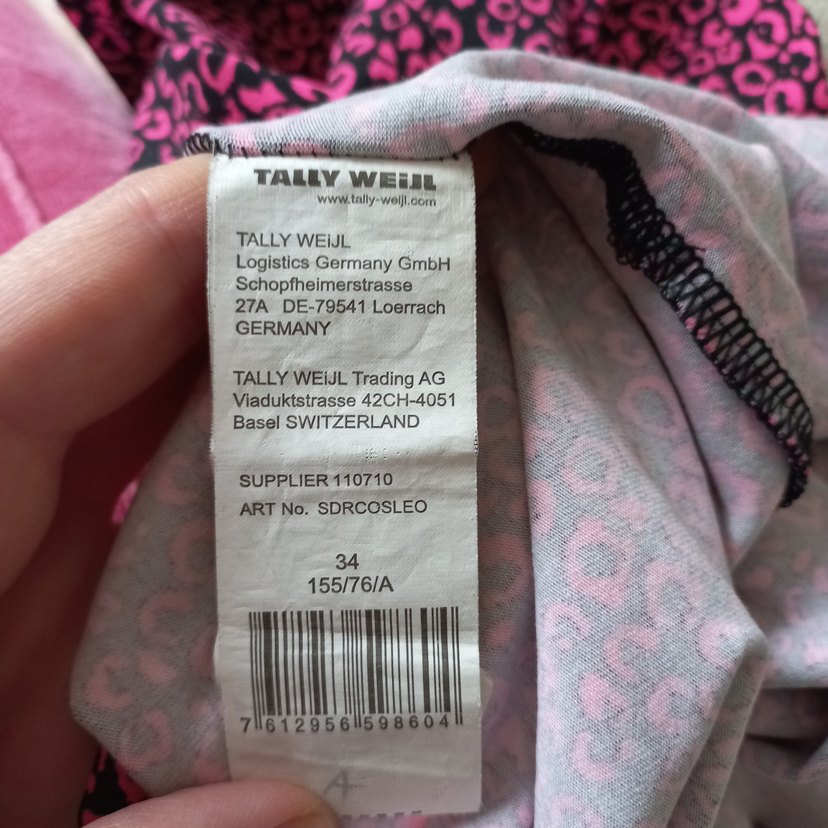 TALLY WEiJL
www.tally-weijl.com
TALLY WEiJL
Logistics Germany GmbH
Schopfheimerstrasse
27A DE-79541 Loerrach
GERMANY
TALLY WEiJL Trading AG
Viaduktstrasse 42CH-4051
Basel SWITZERLAND
SUPPLIER 110710
ART No. SDRCOSLEO
34
155/76/A
7 612956 598604